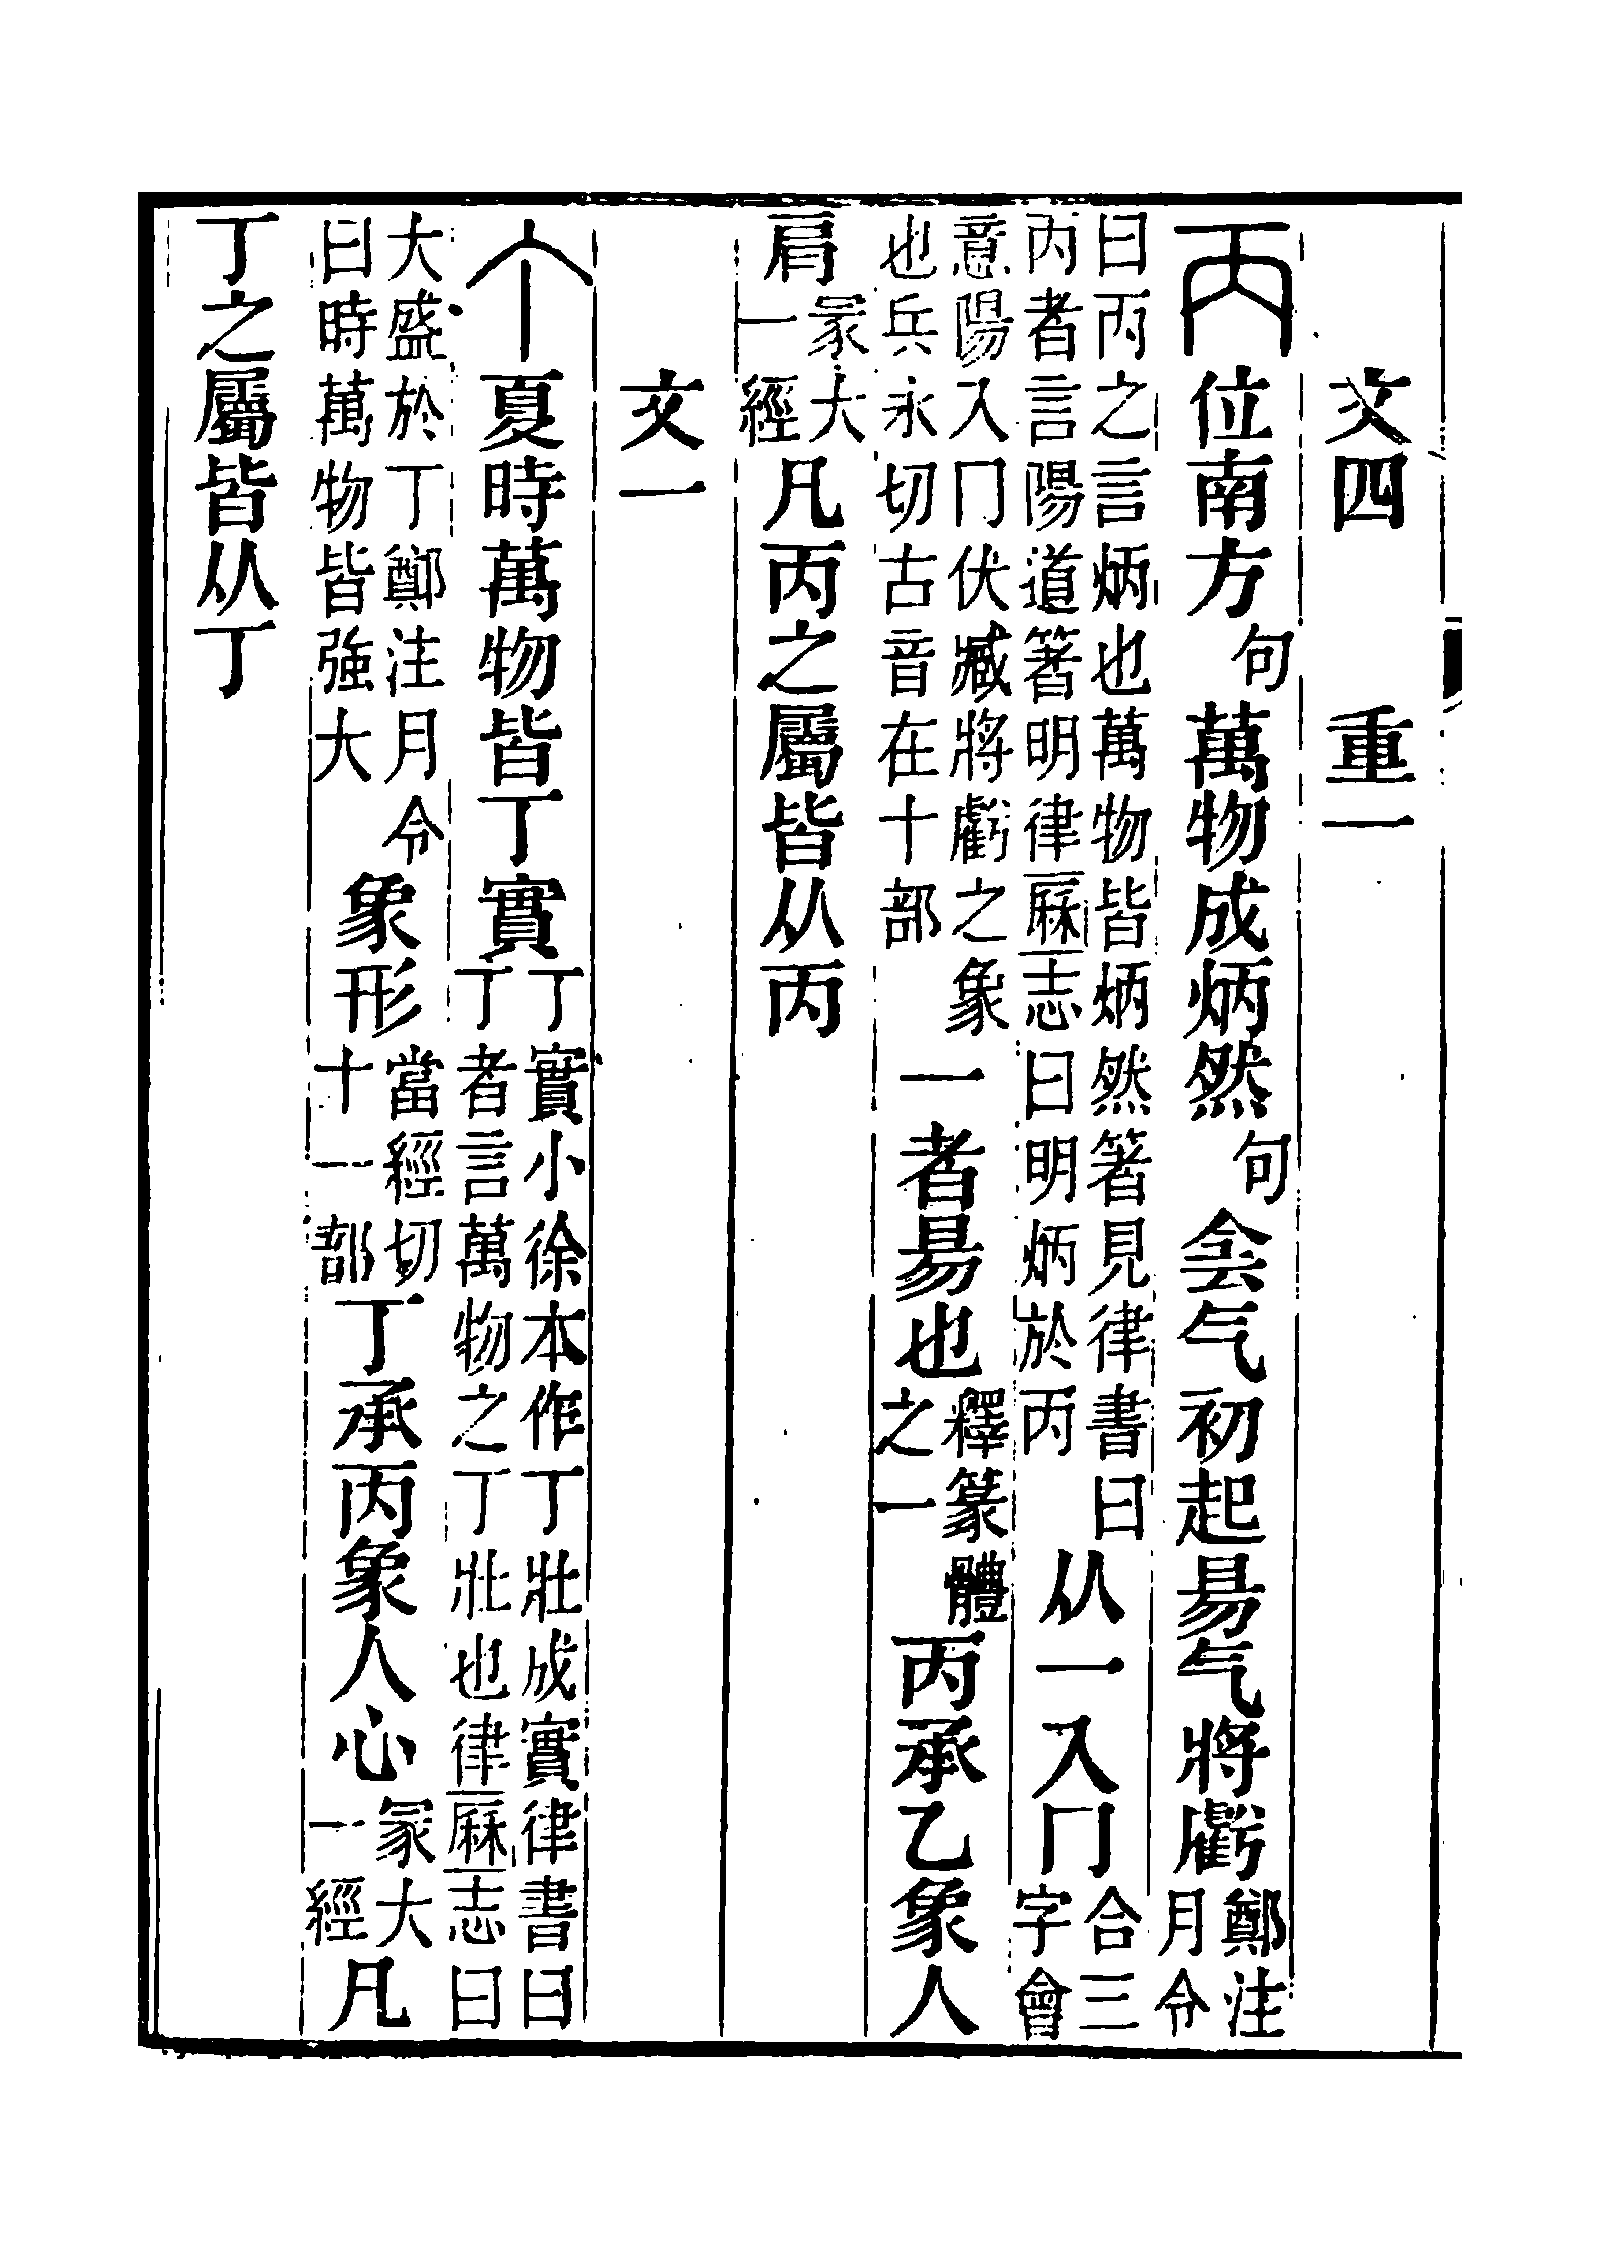 文四　重一
丙位南方句萬物成炳然句侌气初起昜气將虧鄭注月令
曰丙之言炳也萬物皆炳然箸見律書曰丙者言陽道箸明律厤志曰明炳於丙从一入冂合三字會
意陽入冂伏臧將虧之象也兵永切古音在十部一者昜也釋篆體之一丙承乙象人
肩冡大一經凡丙之屬皆从丙
文一
丁夏時萬物皆丁實丁實小徐本作丁壯成實律書曰丁者言萬物之丁壯也律厤志曰
大盛於丁鄭注月令曰時萬物皆強大象形當經切十一部丁承丙象人心冡大一經凡
丁之屬皆从丁